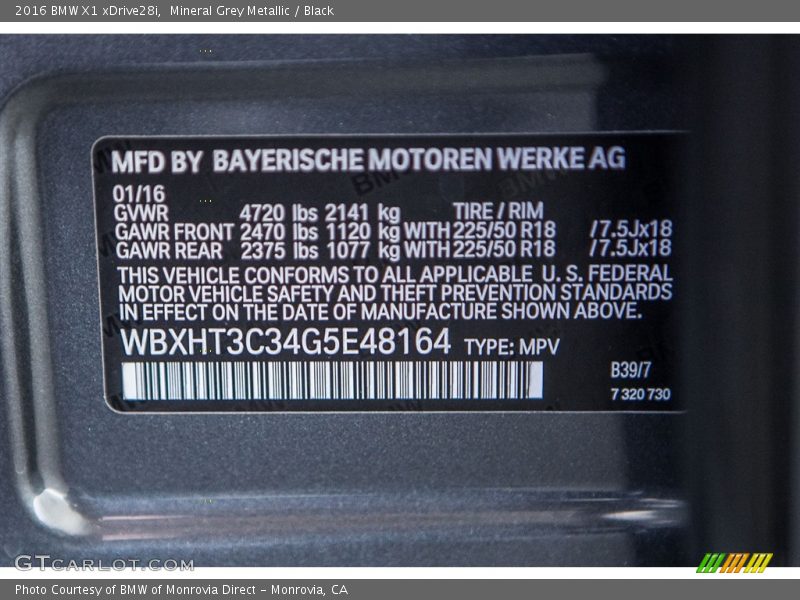 2016 BMW X1 xDrive28i, Mineral Grey Metallic / Black
MFD BY BAYERISCHE MOTOREN WERKE AG
01/16
GVWR 4720 lbs 2141 kg TIRE / RIM
GAWR FRONT 2470 lbs 1120 kg WITH 225/50 R18 /7.5Jx18
GAWR REAR 2375 lbs 1077 kg WITH 225/50 R18 /7.5Jx18
THIS VEHICLE CONFORMS TO ALL APPLICABLE U.S. FEDERAL
MOTOR VEHICLE SAFETY AND THEFT PREVENTION STANDARDS
IN EFFECT ON THE DATE OF MANUFACTURE SHOWN ABOVE.
WBXHT3C34G5E48164 TYPE: MPV
B39/7
7 320 730
GTCARLOT.COM
Photo Courtesy of BMW of Monrovia Direct - Monrovia, CA